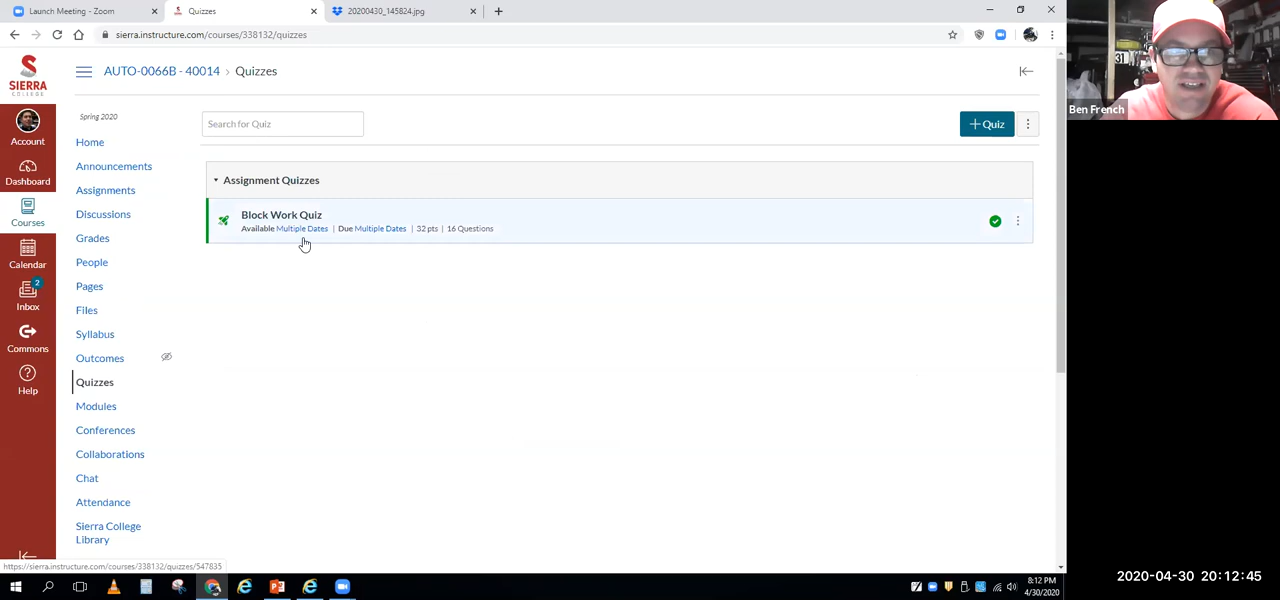 Launch Meeting - Zoom
Quizzes
20200430_145824.jpg
sierra.instructure.com/courses/338132/quizzes
SIERRA
COLLEGE
AUTO-0066B - 40014 › Quizzes
Ben French
31
Account
Dashboard
Courses
Calendar
2
Inbox
Commons
Help
Spring 2020
Home
Announcements
Assignments
Discussions
Grades
People
Pages
Files
Syllabus
Outcomes
Quizzes
Modules
Conferences
Collaborations
Chat
Attendance
Sierra College
Library
Search for Quiz
+ Quiz
Assignment Quizzes
Block Work Quiz
Available Multiple Dates | Due Multiple Dates | 32 pts | 16 Questions
https://sierra.instructure.com/courses/338132/quizzes/547835
8:12 PM
4/30/2020
2020-04-30 20:12:45